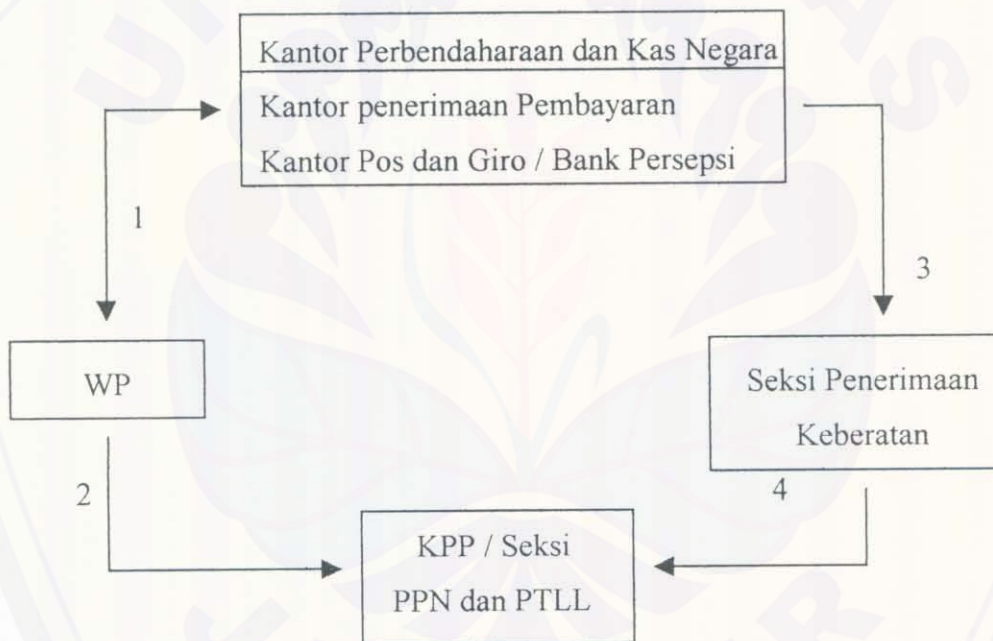 Kantor Perbendaharaan dan Kas Negara
Kantor penerimaan Pembayaran
Kantor Pos dan Giro / Bank Persepsi
1
3
WP
Seksi Penerimaan
Keberatan
2
4
KPP / Seksi
PPN dan PTLL